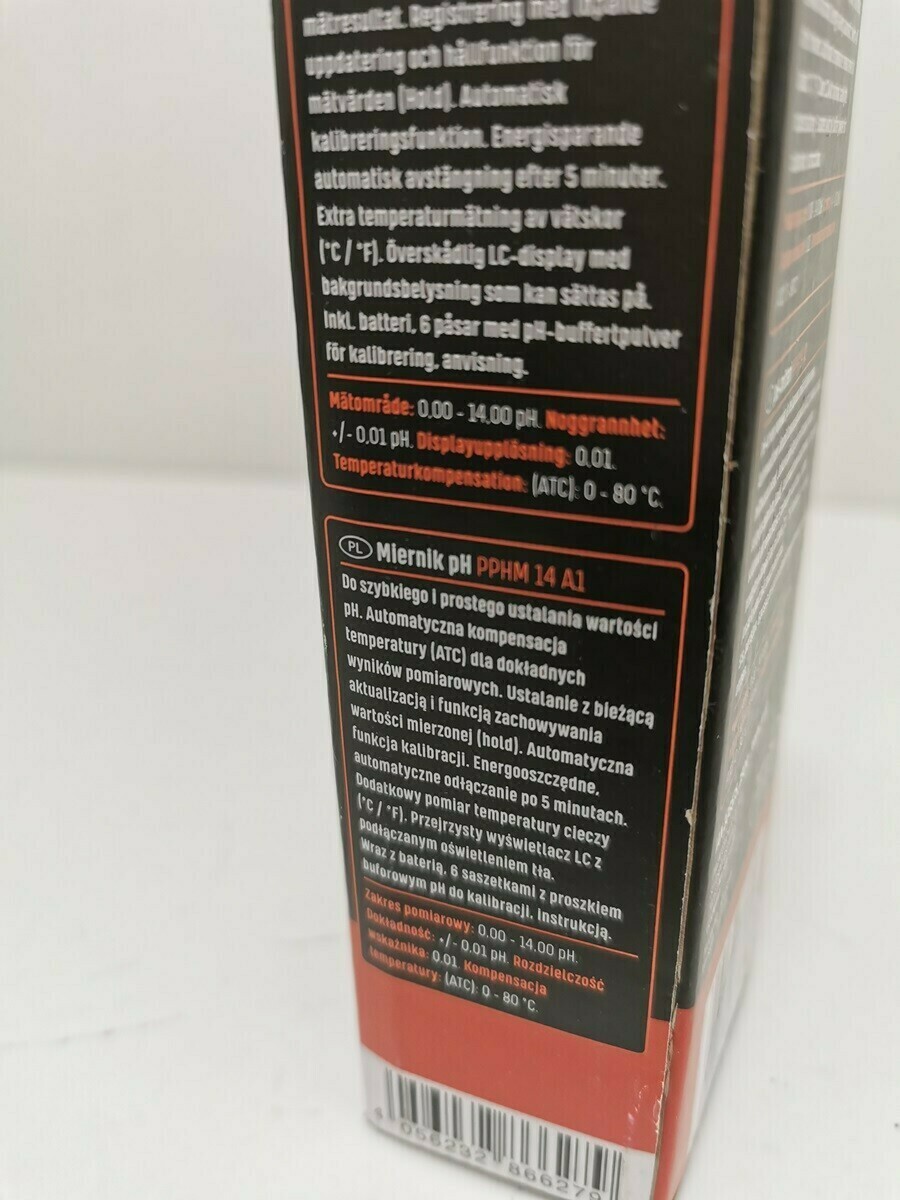 mätresultat. Registrering med löpande
uppdatering och hållfunktion för
mätvärden (Hold). Automatisk
kalibreringsfunktion. Energisparande
automatisk avstängning efter 5 minuter.
Extra temperaturmätning av vätskor
(°C / °F). Överskådlig LC-display med
bakgrundsbelysning som kan sättas på.
Inkl. batteri, 6 påsar med pH-buffertpulver
för kalibrering, anvisning.
Mätområde: 0.00 - 14.00 pH. Noggrannhet:
+/- 0.01 pH. Displayupplösning: 0.01.
Temperaturkompensation: (ATC): 0 - 80 °C.
PL Miernik pH PPHM 14 A1
Do szybkiego i prostego ustalania wartości
pH. Automatyczna kompensacja
temperatury (ATC) dla dokładnych
wyników pomiarowych. Ustalanie z bieżącą
aktualizacją i funkcją zachowywania
wartości mierzonej (hold). Automatyczna
funkcja kalibracji. Energooszczędne,
automatyczne odłączanie po 5 minutach.
Dodatkowy pomiar temperatury cieczy
(°C / °F). Przejrzysty wyświetlacz LC z
podłączanym oświetleniem tła.
Wraz z baterią, 6 saszetkami z proszkiem
buforowym pH do kalibracji, instrukcją.
Zakres pomiarowy: 0.00 - 14.00 pH.
Dokładność: +/- 0.01 pH. Rozdzielczość
wskaźnika: 0.01. Kompensacja
temperatury: (ATC): 0 - 80 °C.
4 056232 866279